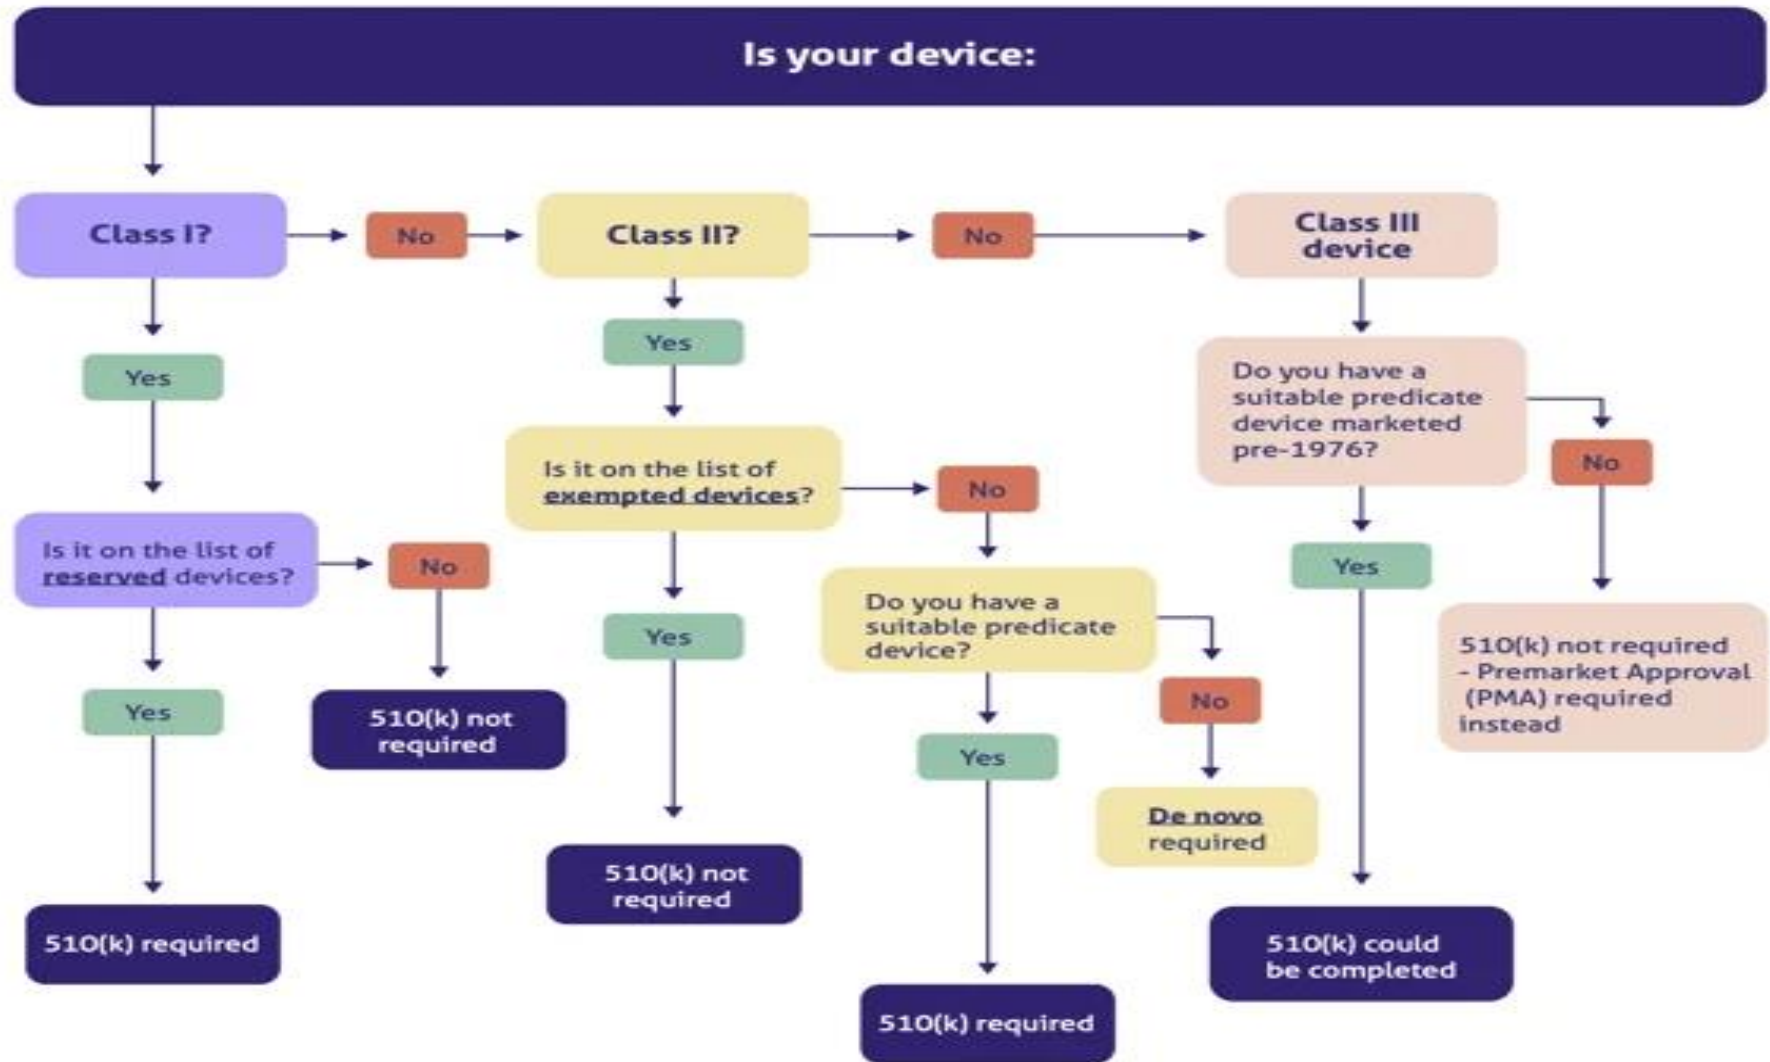 Is your device:
Class I?
No
Class II?
No
Class III
device
Yes
Is it on the list of
reserved devices?
No
510(k) not
required
Yes
510(k) required
Yes
Is it on the list of
exempted devices?
No
Yes
510(k) not
required
Do you have a
suitable predicate
device?
No
De novo
required
Yes
510(k) required
Do you have a
suitable predicate
device marketed
pre-1976?
No
510(k) not required
- Premarket Approval
(PMA) required
instead
Yes
510(k) could
be completed